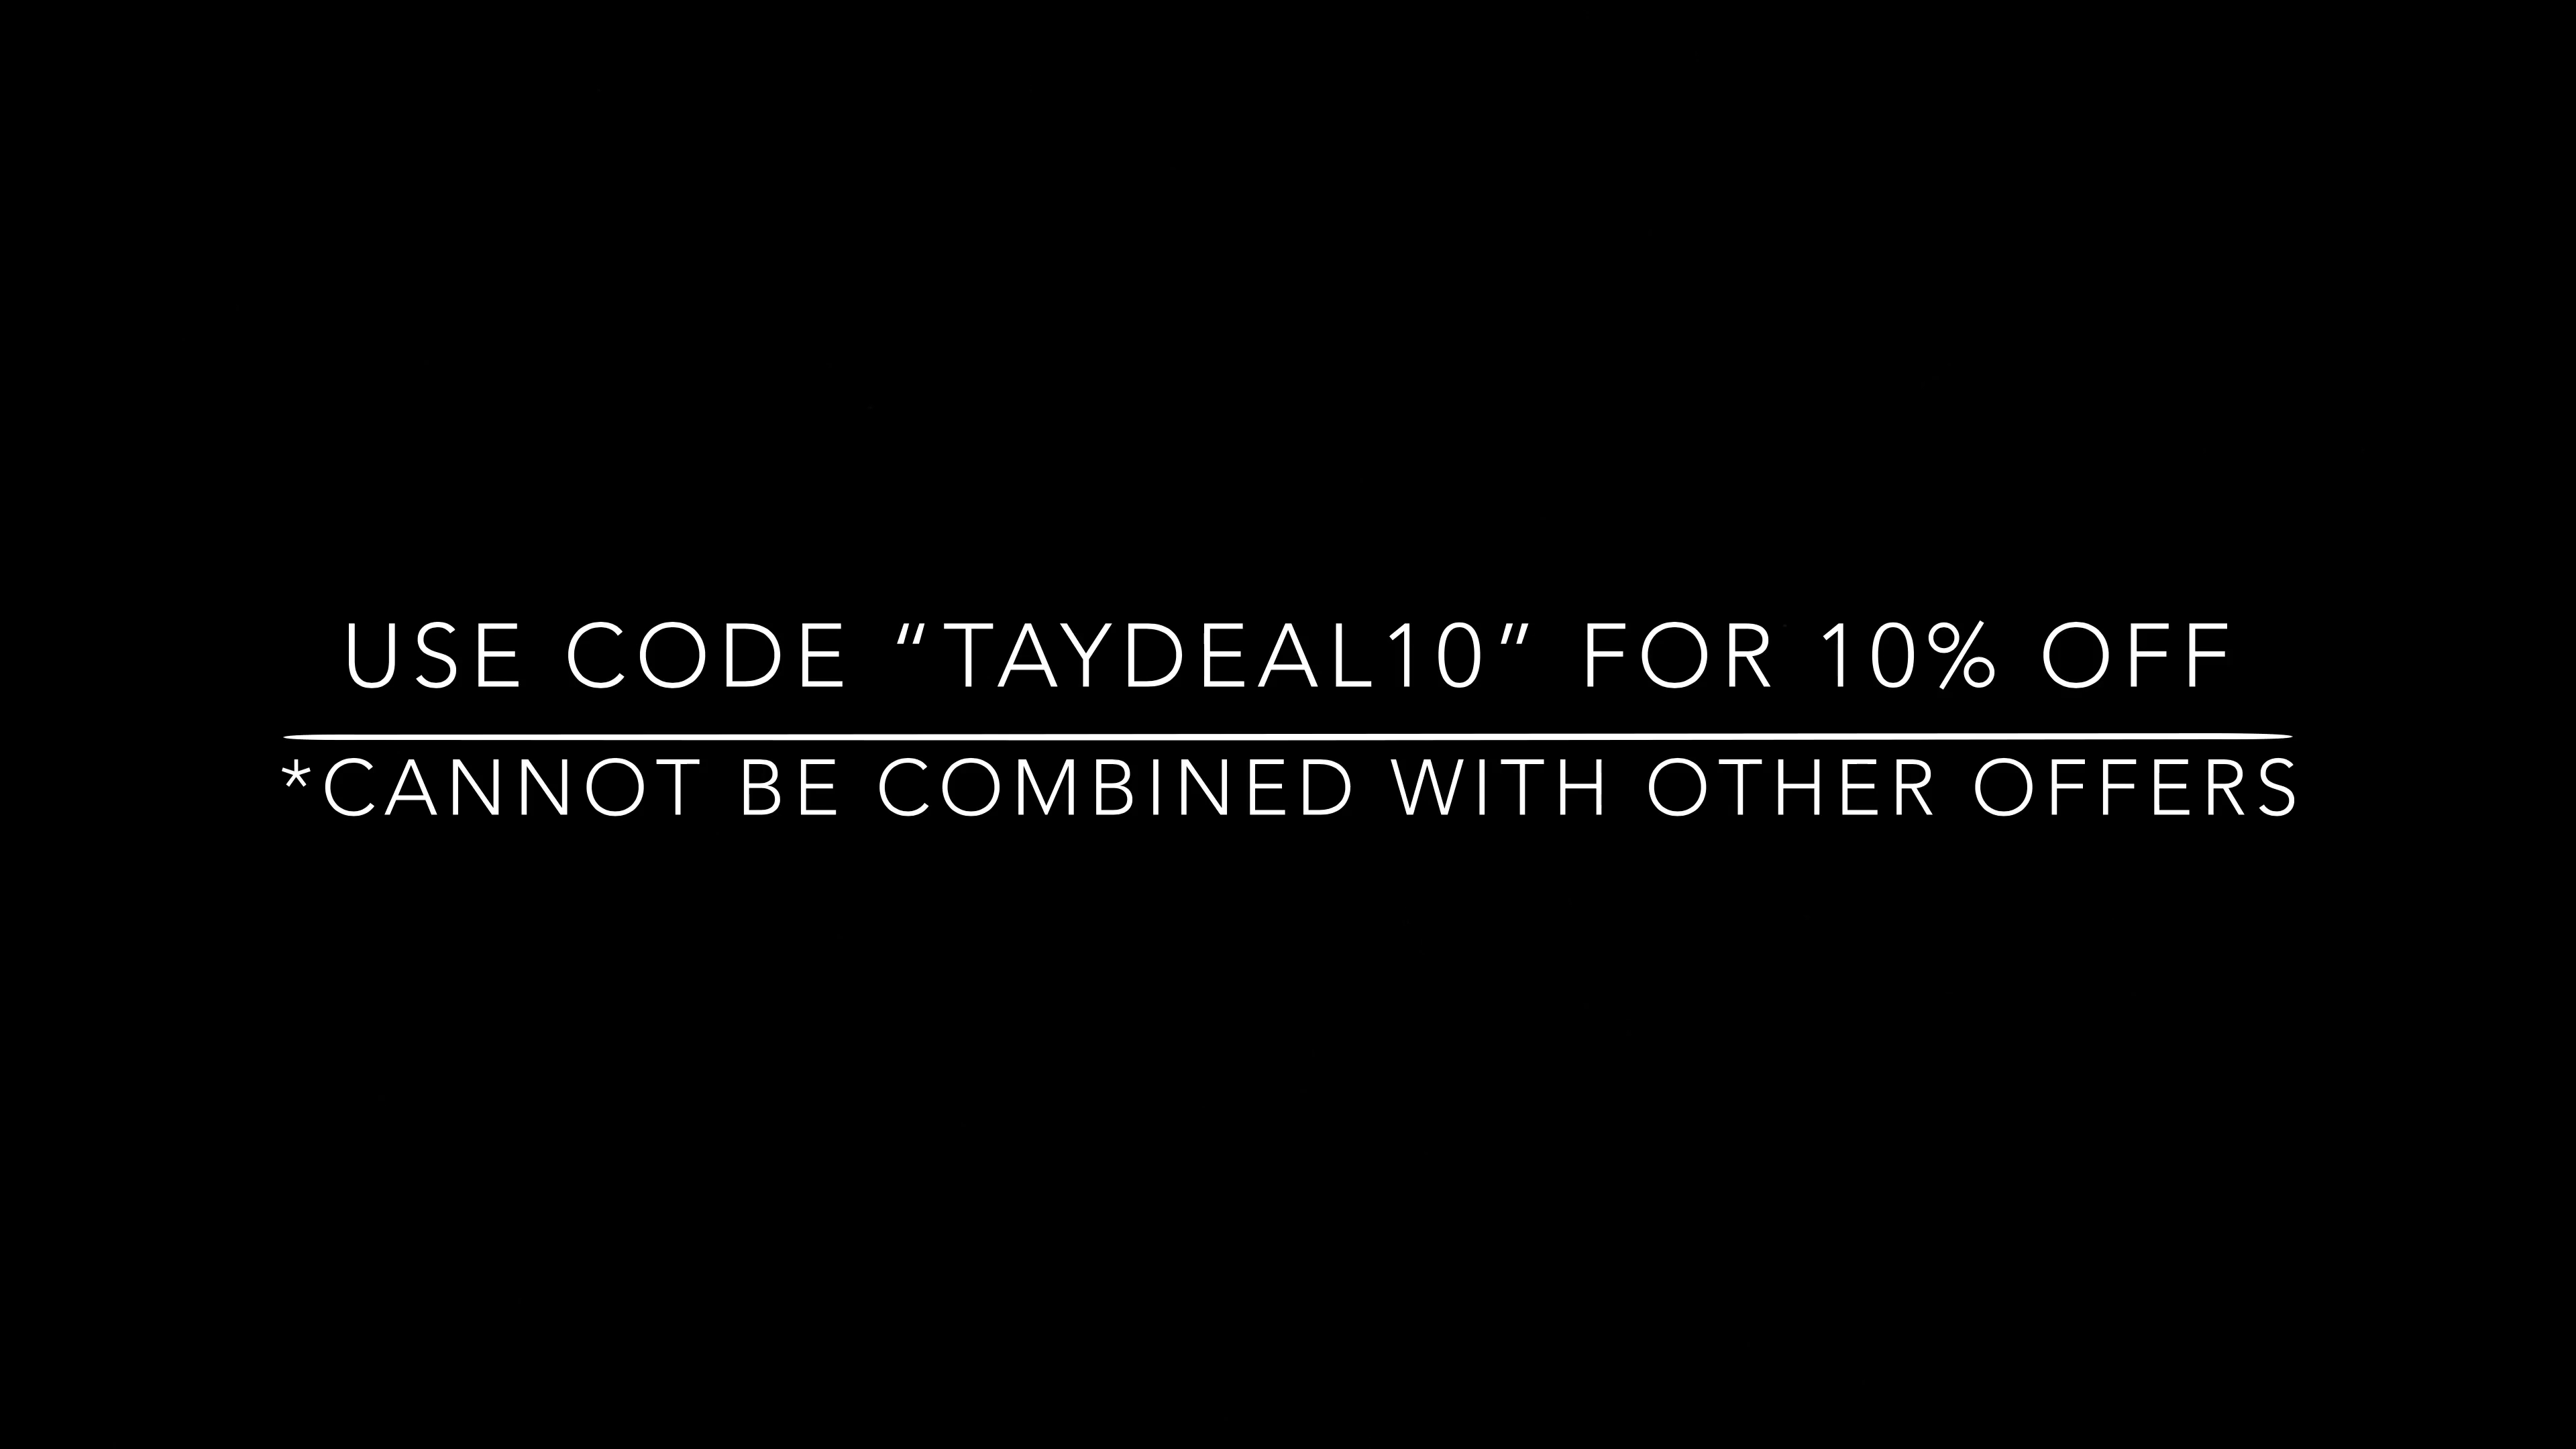 USE CODE “TAYDEAL10” FOR 10% OFF
*CANNOT BE COMBINED WITH OTHER OFFERS